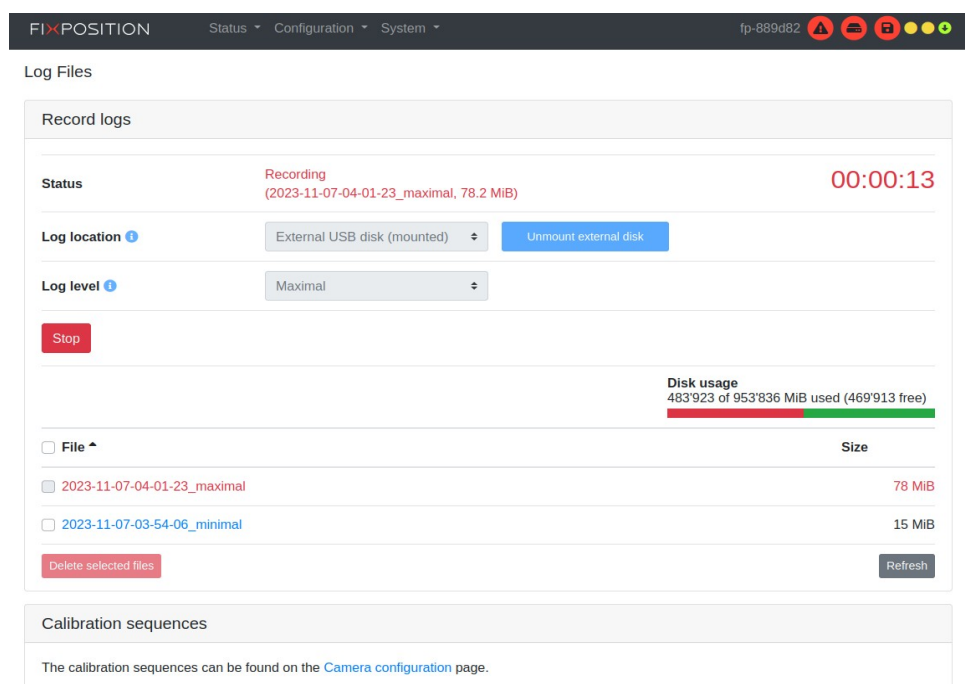 FIXPOSITION Status Configuration System fp-889d82
Log Files
Record logs
Status Recording 00:00:13
(2023-11-07-04-01-23_maximal, 78.2 MiB)
Log location External USB disk (mounted) Unmount external disk
Log level Maximal
Stop
Disk usage
483'923 of 953'836 MiB used (469'913 free)
File Size
2023-11-07-04-01-23_maximal 78 MiB
2023-11-07-03-54-06_minimal 15 MiB
Delete selected files Refresh
Calibration sequences
The calibration sequences can be found on the Camera configuration page.